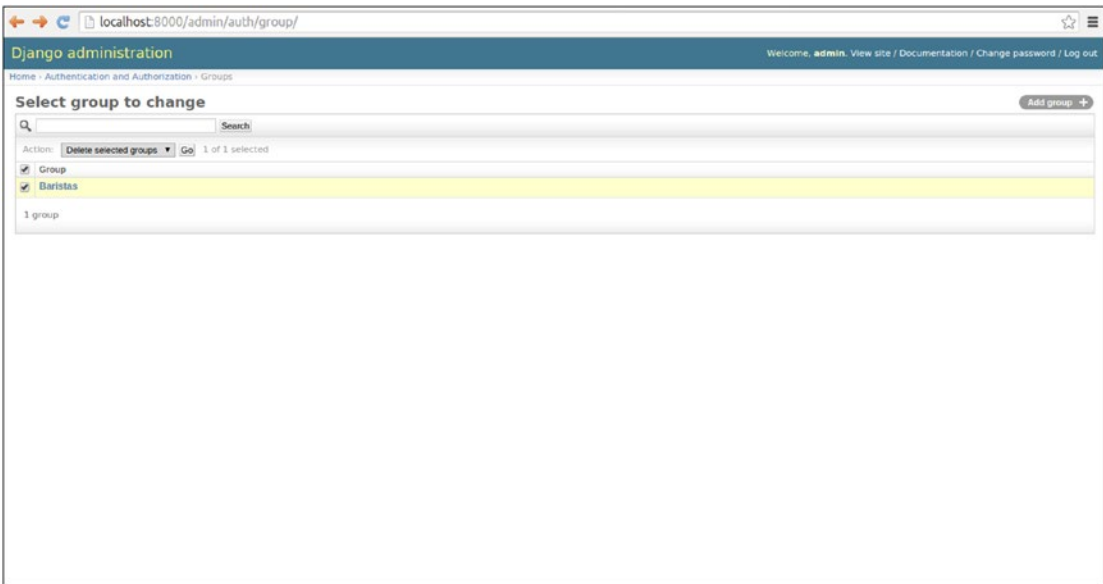 localhost:8000/admin/auth/group/
Django administration
Welcome, admin. View site / Documentation / Change password / Log out
Home › Authentication and Authorization › Groups
Select group to change
Add group +
Search
Action: Delete selected groups ▼ Go 1 of 1 selected
Group
Baristas
1 group